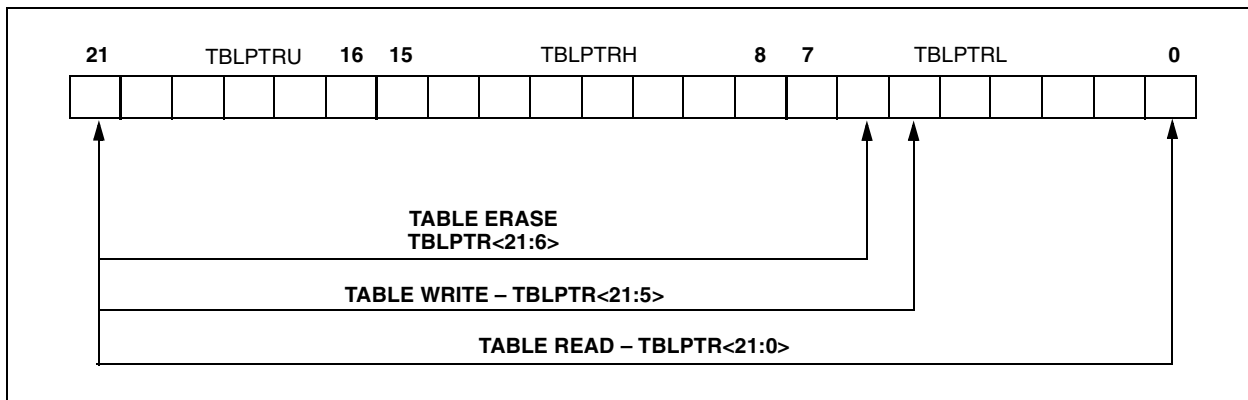 21 TBLPTRU 16 15 TBLPTRH 8 7 TBLPTRL 0
TABLE ERASE
TBLPTR<21:6>
TABLE WRITE – TBLPTR<21:5>
TABLE READ – TBLPTR<21:0>